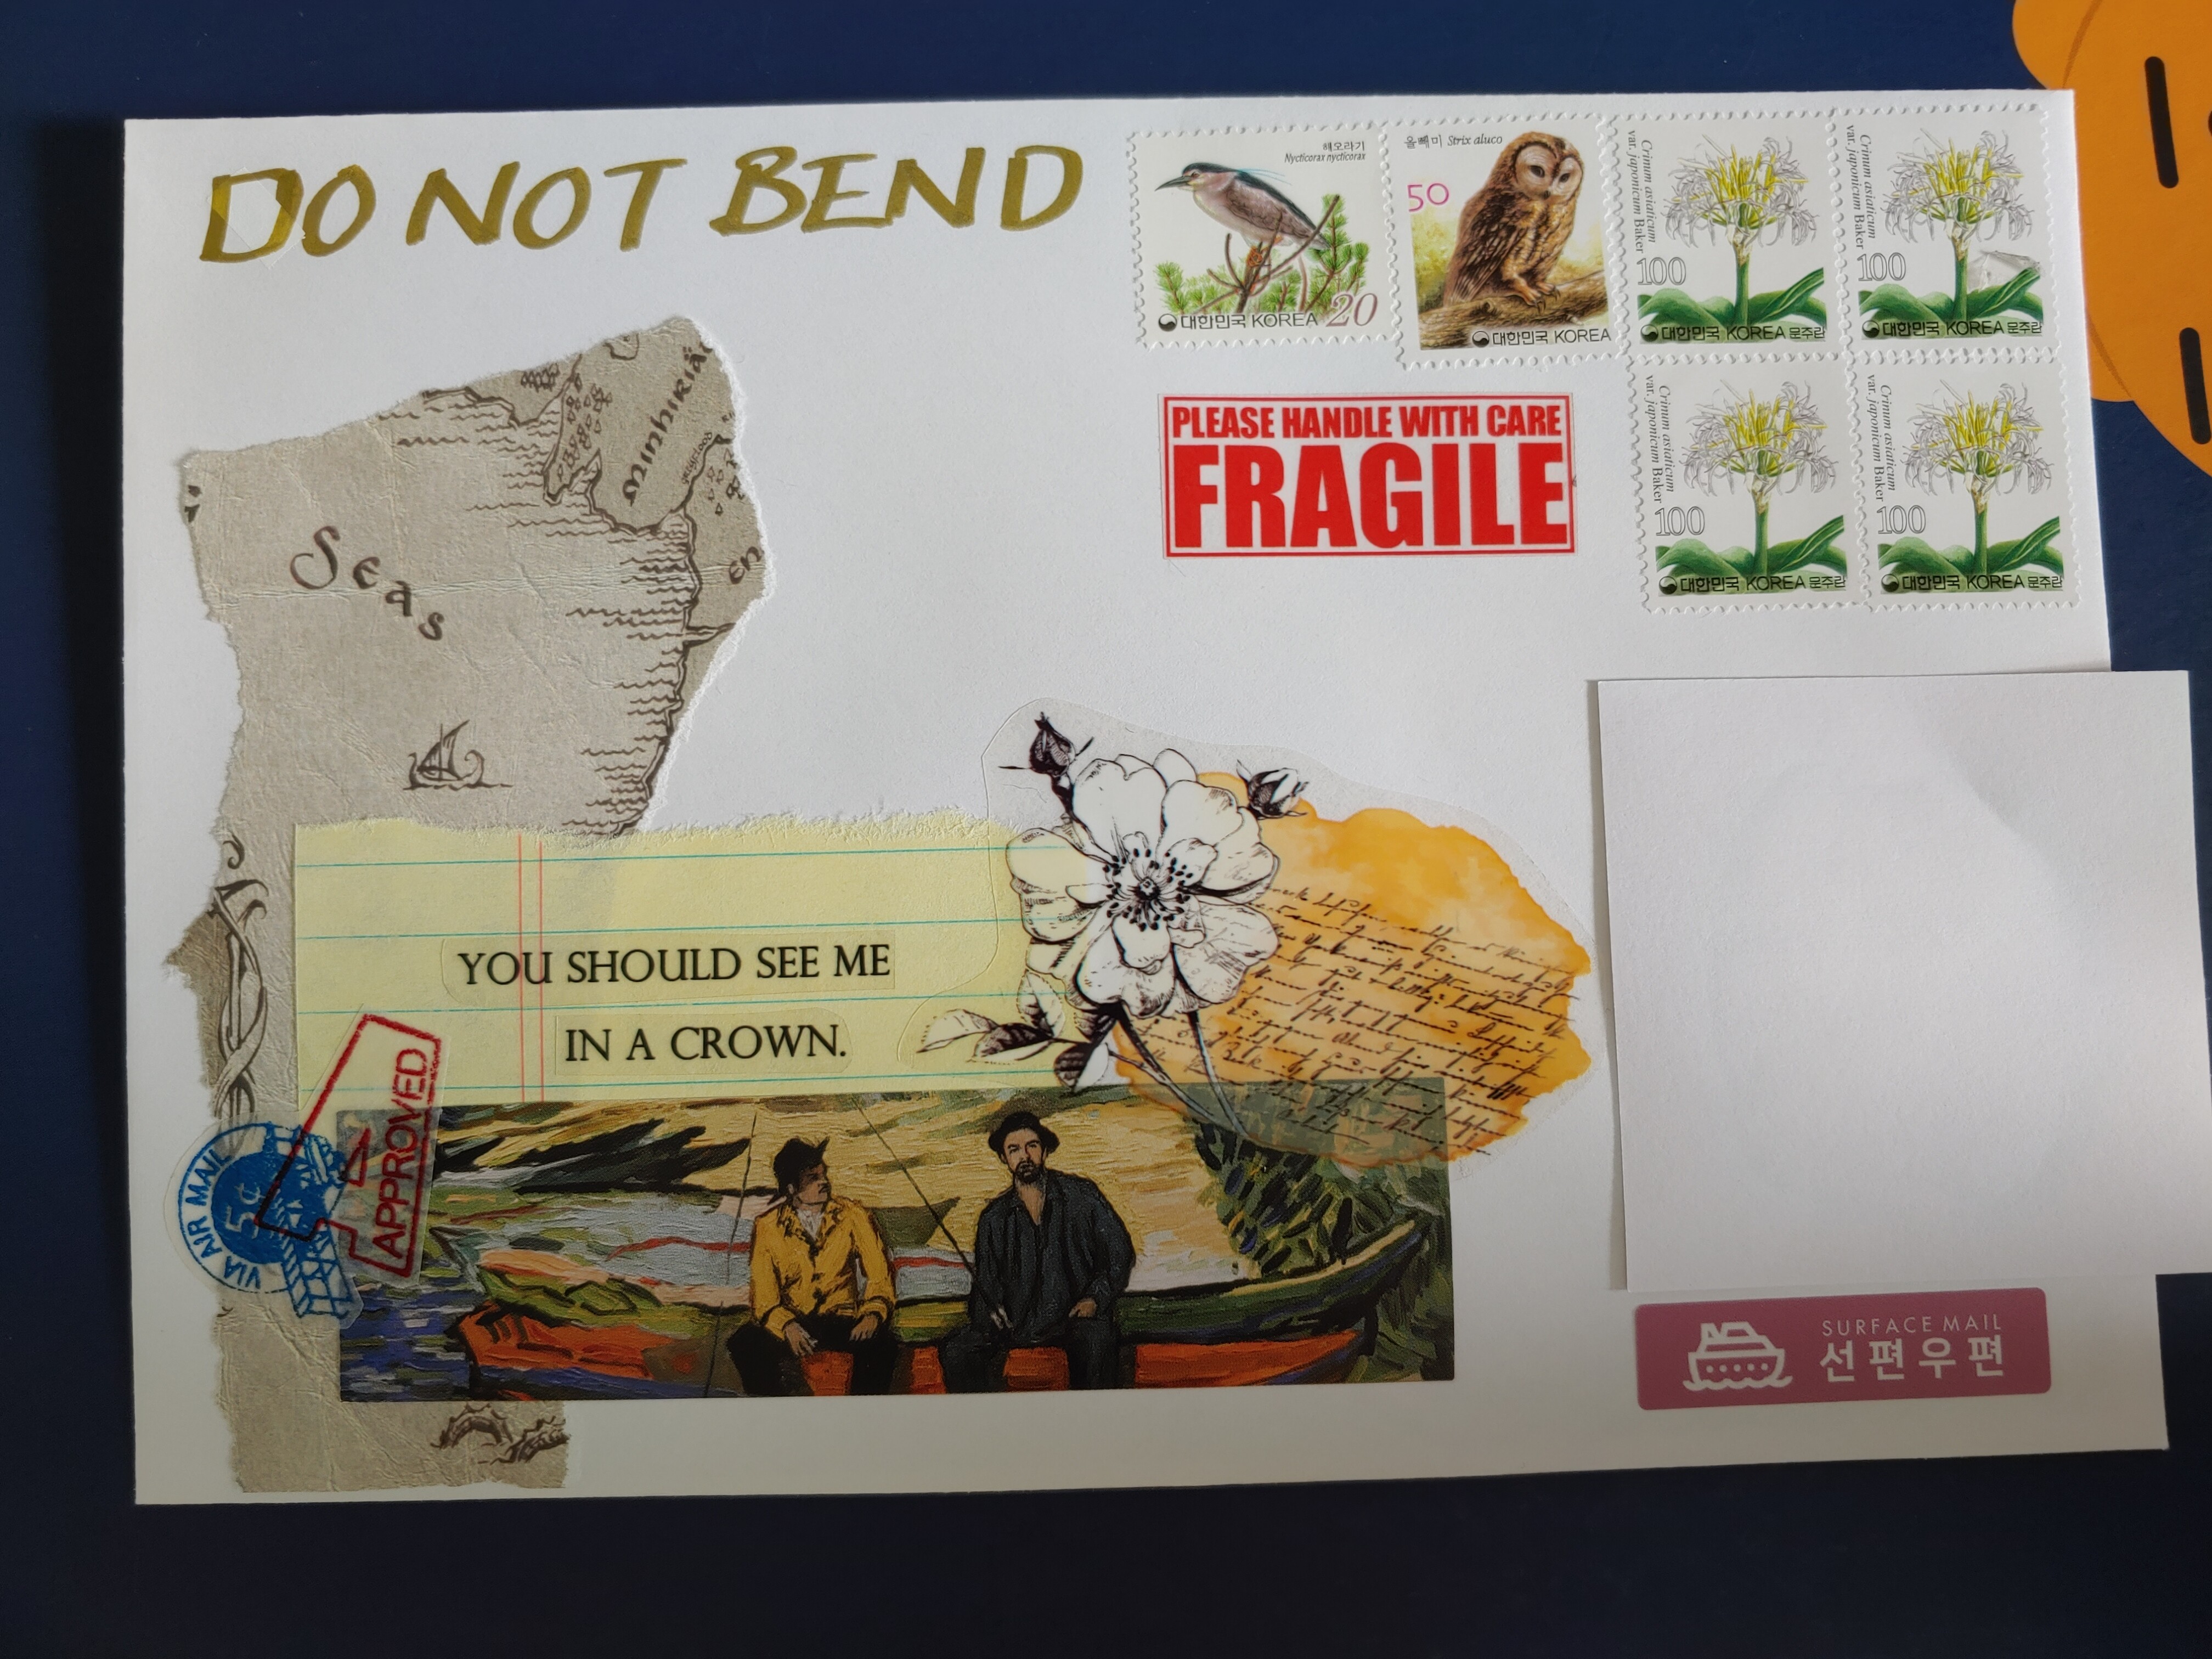 DO NOT BEND
해오라기
Nycticorax nycticorax
20
대한민국 KOREA
올빼미 Strix aluco
50
대한민국 KOREA
Crinum asiaticum
var. japonicum Baker
100
대한민국 KOREA 문주란
Crinum asiaticum
var. japonicum Baker
100
대한민국 KOREA 문주란
Crinum asiaticum
var. japonicum Baker
100
대한민국 KOREA 문주란
Crinum asiaticum
var. japonicum Baker
100
대한민국 KOREA 문주란
PLEASE HANDLE WITH CARE
FRAGILE
Minhiriä
Seas
En
YOU SHOULD SEE ME
IN A CROWN.
APPROVED
VIA AIR MAIL
5¢
SURFACE MAIL
선편우편